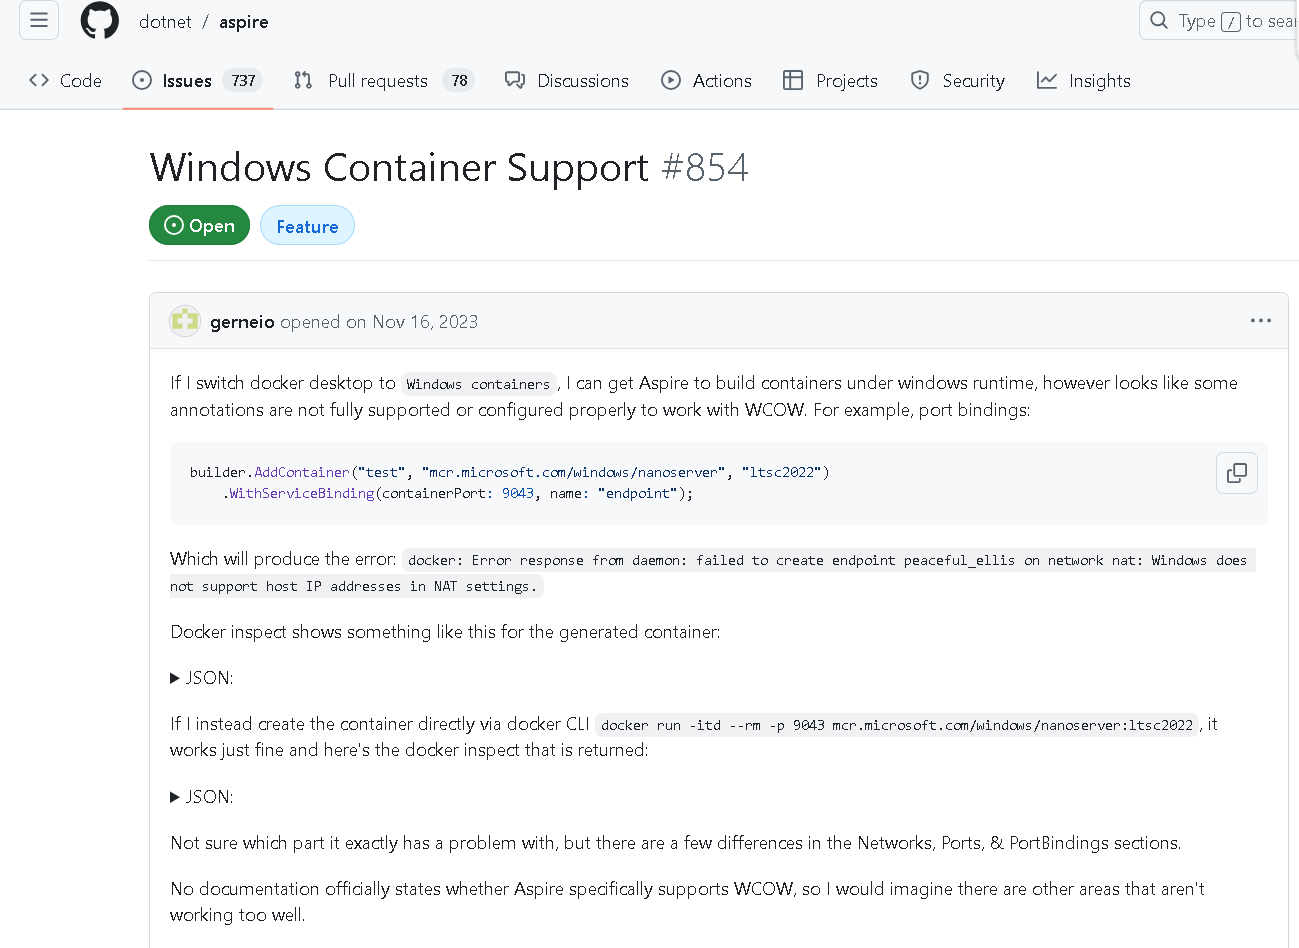 dotnet / aspire
Type / to sear
Code
Issues 737
Pull requests 78
Discussions
Actions
Projects
Security
Insights
Windows Container Support #854
Open
Feature
gerneio opened on Nov 16, 2023
If I switch docker desktop to Windows containers, I can get Aspire to build containers under windows runtime, however looks like some
annotations are not fully supported or configured properly to work with WCOW. For example, port bindings:
builder.AddContainer("test", "mcr.microsoft.com/windows/nanoserver", "ltsc2022")
.WithServiceBinding(containerPort: 9043, name: "endpoint");
Which will produce the error: docker: Error response from daemon: failed to create endpoint peaceful_ellis on network nat: Windows does
not support host IP addresses in NAT settings.
Docker inspect shows something like this for the generated container:
JSON:
If I instead create the container directly via docker CLI docker run -itd --rm -p 9043 mcr.microsoft.com/windows/nanoserver:ltsc2022, it
works just fine and here's the docker inspect that is returned:
JSON:
Not sure which part it exactly has a problem with, but there are a few differences in the Networks, Ports, & PortBindings sections.
No documentation officially states whether Aspire specifically supports WCOW, so I would imagine there are other areas that aren't
working too well.